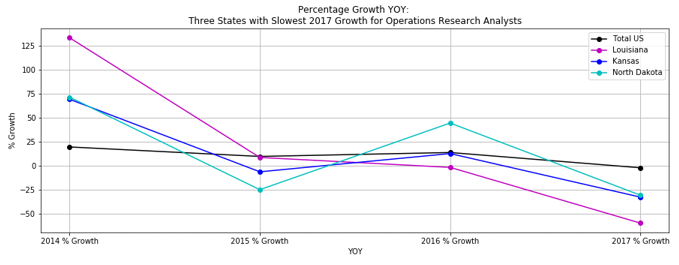 Percentage Growth YOY:
Three States with Slowest 2017 Growth for Operations Research Analysts
Total US
Louisiana
Kansas
North Dakota
125
100
75
50
25
0
−25
−50
% Growth
2014 % Growth
2015 % Growth
2016 % Growth
2017 % Growth
YOY